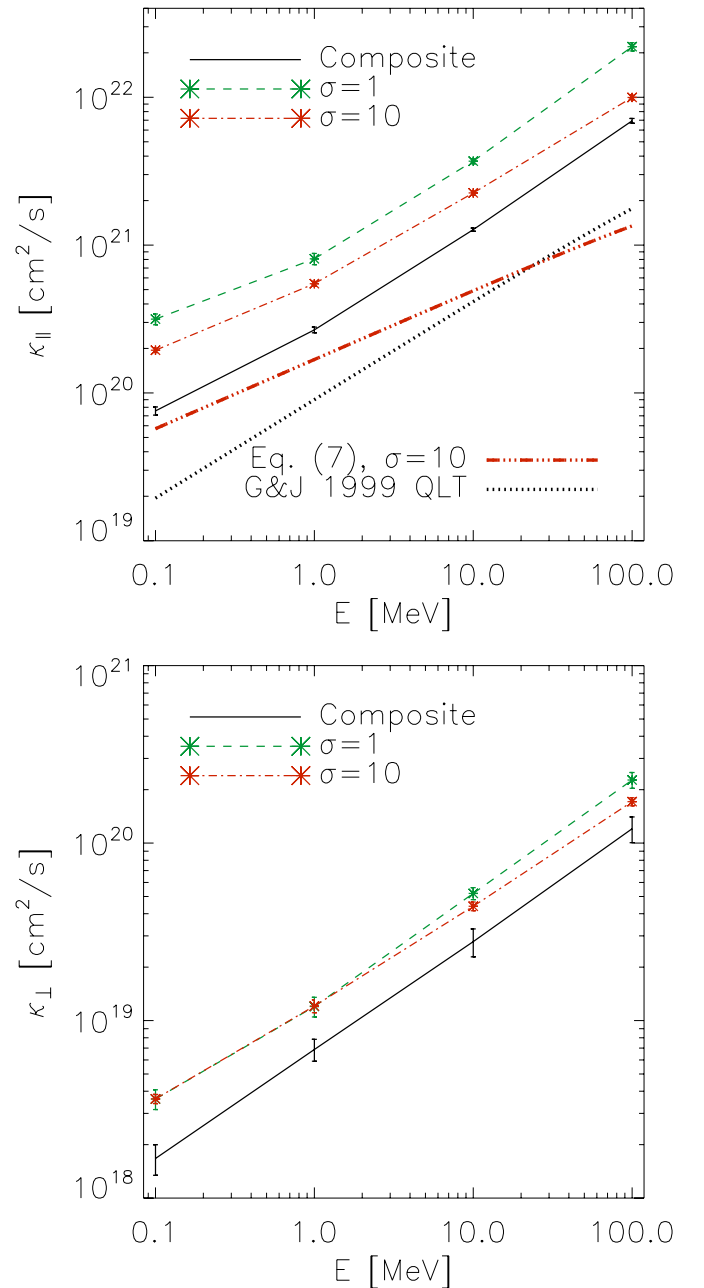 Composite
σ=1
σ=10
10²²
10²¹
10²⁰
10¹⁹
κ∥ [cm²/s]
Eq. (7), σ=10
G&J 1999 QLT
0.1 1.0 10.0 100.0
E [MeV]
10²¹
Composite
σ=1
σ=10
10²⁰
10¹⁹
10¹⁸
κ⊥ [cm²/s]
0.1 1.0 10.0 100.0
E [MeV]